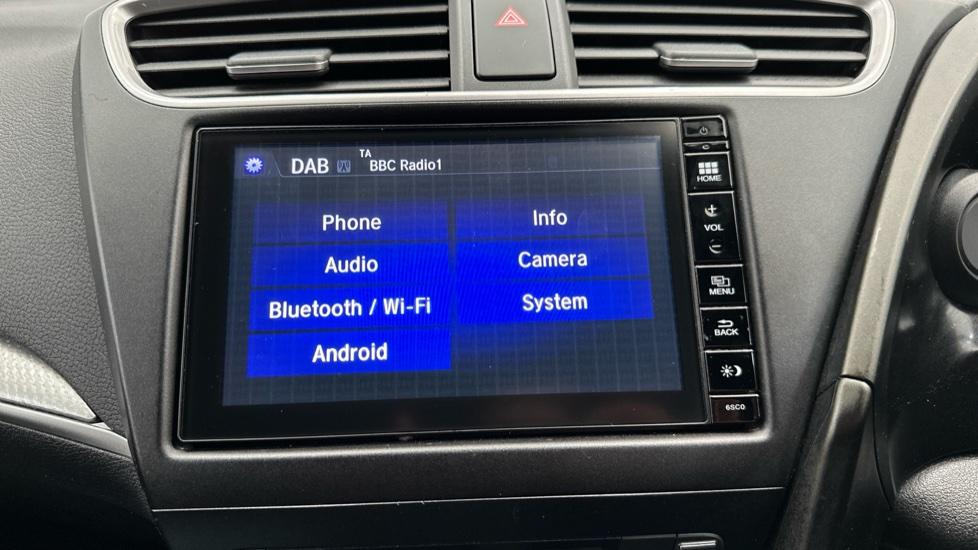 DAB TA BBC Radio1
Phone
Info
Audio
Camera
Bluetooth / Wi-Fi
System
Android
HOME
+
VOL
−
MENU
BACK
6SC0